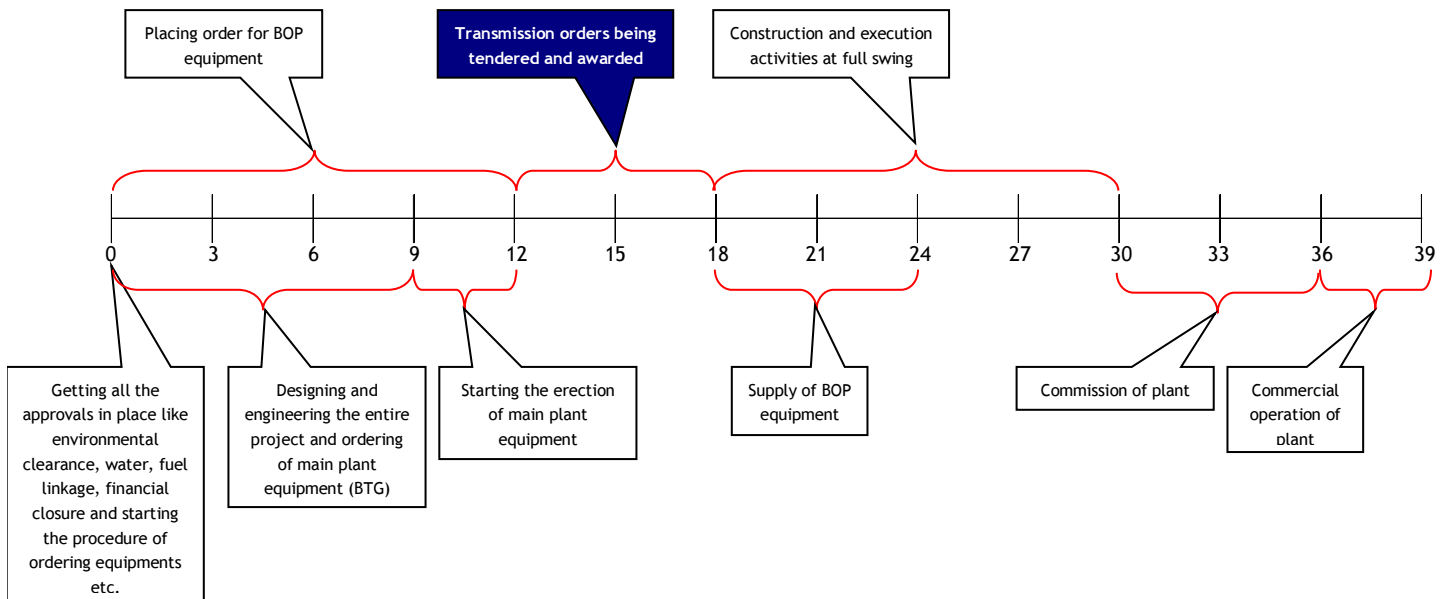 Placing order for BOP
equipment
Transmission orders being
tendered and awarded
Construction and execution
activities at full swing
0 3 6 9 12 15 18 21 24 27 30 33 36 39
Getting all the
approvals in place like
environmental
clearance, water, fuel
linkage, financial
closure and starting
the procedure of
ordering equipments
etc.
Designing and
engineering the entire
project and ordering
of main plant
equipment (BTG)
Starting the erection
of main plant
equipment
Supply of BOP
equipment
Commission of plant
Commercial
operation of
plant